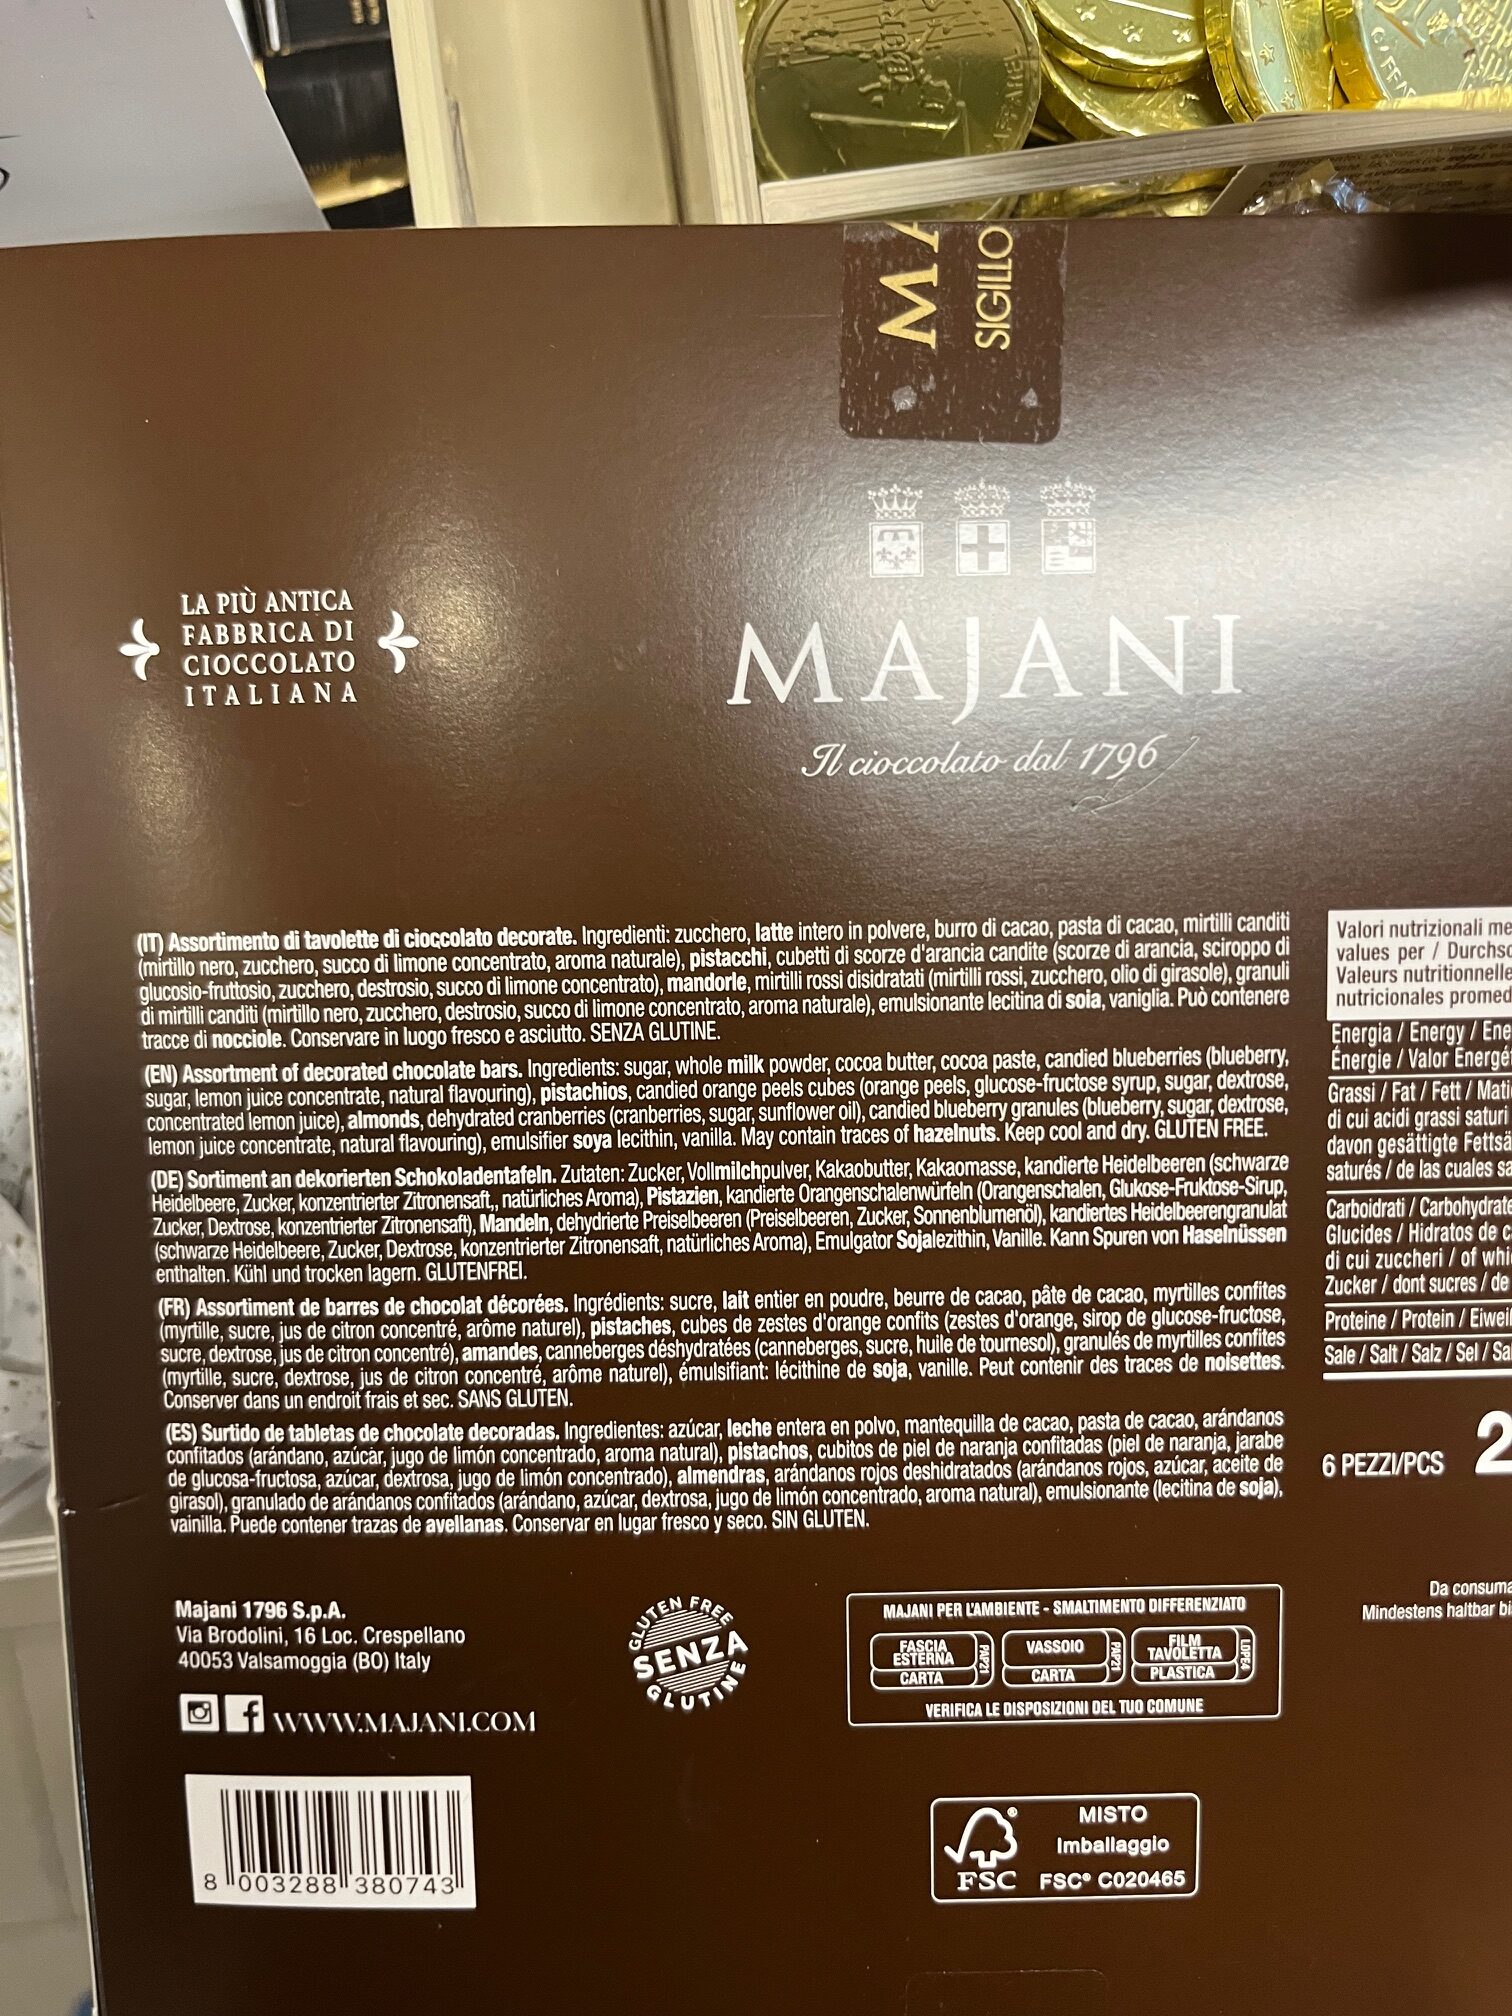 MA
SIGILLO
LA PIÙ ANTICA
FABBRICA DI
CIOCCOLATO
ITALIANA
MAJANI
Il cioccolato dal 1796
(IT) Assortimento di tavolette di cioccolato decorate. Ingredienti: zucchero, latte intero in polvere, burro di cacao, pasta di cacao, mirtilli canditi
(mirtillo nero, zucchero, succo di limone concentrato, aroma naturale), pistacchi, cubetti di scorze d'arancia candite (scorze di arancia, sciroppo di
glucosio-fruttosio, zucchero, destrosio, succo di limone concentrato), mandorle, mirtilli rossi disidratati (mirtilli rossi, zucchero, olio di girasole), granuli
di mirtilli canditi (mirtillo nero, zucchero, destrosio, succo di limone concentrato, aroma naturale), emulsionante lecitina di soia, vaniglia. Può contenere
tracce di nocciole. Conservare in luogo fresco e asciutto. SENZA GLUTINE.
(EN) Assortment of decorated chocolate bars. Ingredients: sugar, whole milk powder, cocoa butter, cocoa paste, candied blueberries (blueberry,
sugar, lemon juice concentrate, natural flavouring), pistachios, candied orange peels cubes (orange peels, glucose-fructose syrup, sugar, dextrose,
concentrated lemon juice), almonds, dehydrated cranberries (cranberries, sugar, sunflower oil), candied blueberry granules (blueberry, sugar, dextrose,
lemon juice concentrate, natural flavouring), emulsifier soya lecithin, vanilla. May contain traces of hazelnuts. Keep cool and dry. GLUTEN FREE.
(DE) Sortiment an dekorierten Schokoladentafeln. Zutaten: Zucker, Vollmilchpulver, Kakaobutter, Kakaomasse, kandierte Heidelbeeren (schwarze
Heidelbeere, Zucker, konzentrierter Zitronensaft,, natürliches Aroma), Pistazien, kandierte Orangenschalenwürfeln (Orangenschalen, Glukose-Fruktose-Sirup,
Zucker, Dextrose, konzentrierter Zitronensaft), Mandeln, dehydrierte Preiselbeeren (Preiselbeeren, Zucker, Sonnenblumenöl), kandiertes Heidelbeerengranulat
(schwarze Heidelbeere, Zucker, Dextrose, konzentrierter Zitronensaft, natürliches Aroma), Emulgator Sojalezithin, Vanille. Kann Spuren von Haselnüssen
enthalten. Kühl und trocken lagern. GLUTENFREI.
(FR) Assortiment de barres de chocolat décorées. Ingrédients: sucre, lait entier en poudre, beurre de cacao, pâte de cacao, myrtilles confites
(myrtille, sucre, jus de citron concentré, arôme naturel), pistaches, cubes de zestes d'orange confits (zestes d'orange, sirop de glucose-fructose,
sucre, dextrose, jus de citron concentré), amandes, canneberges déshydratées (canneberges, sucre, huile de tournesol), granulés de myrtilles confites
(myrtille, sucre, dextrose, jus de citron concentré, arôme naturel), émulsifiant: lécithine de soja, vanille. Peut contenir des traces de noisettes.
Conserver dans un endroit frais et sec. SANS GLUTEN.
(ES) Surtido de tabletas de chocolate decoradas. Ingredientes: azúcar, leche entera en polvo, mantequilla de cacao, pasta de cacao, arándanos
confitados (arándano, azúcar, jugo de limón concentrado, aroma natural), pistachos, cubitos de piel de naranja confitadas (piel de naranja, jarabe
de glucosa-fructosa, azúcar, dextrosa, jugo de limón concentrado), almendras, arándanos rojos deshidratados (arándanos rojos, azúcar, aceite de
girasol), granulado de arándanos confitados (arándano, azúcar, dextrosa, jugo de limón concentrado, aroma natural), emulsionante (lecitina de soja),
vainilla. Puede contener trazas de avellanas. Conservar en lugar fresco y seco. SIN GLUTEN.
Valori nutrizionali me
values per / Durchsc
Valeurs nutritionnelle
nutricionales promed
Energia / Energy / Ene
Énergie / Valor Energé
Grassi / Fat / Fett / Mati
di cui acidi grassi saturi
davon gesättigte Fettsä
saturés / de las cuales sa
Carboidrati / Carbohydrate
Glucides / Hidratos de c
di cui zuccheri / of whi
Zucker / dont sucres / de
Proteine / Protein / Eiwei
Sale / Salt / Salz / Sel / Sa
6 PEZZI/PCS 2
Da consuma
Mindestens haltbar bi
Majani 1796 S.p.A.
Via Brodolini, 16 Loc. Crespellano
40053 Valsamoggia (BO) Italy
WWW.MAJANI.COM
GLUTEN FREE
SENZA
GLUTINE
MAJANI PER L'AMBIENTE - SMALTIMENTO DIFFERENZIATO
FASCIA ESTERNA CARTA PAP21
VASSOIO CARTA PAP21
FILM TAVOLETTA PLASTICA LDPE4
VERIFICA LE DISPOSIZIONI DEL TUO COMUNE
8 003288 380743
FSC
MISTO
Imballaggio
FSC® C020465